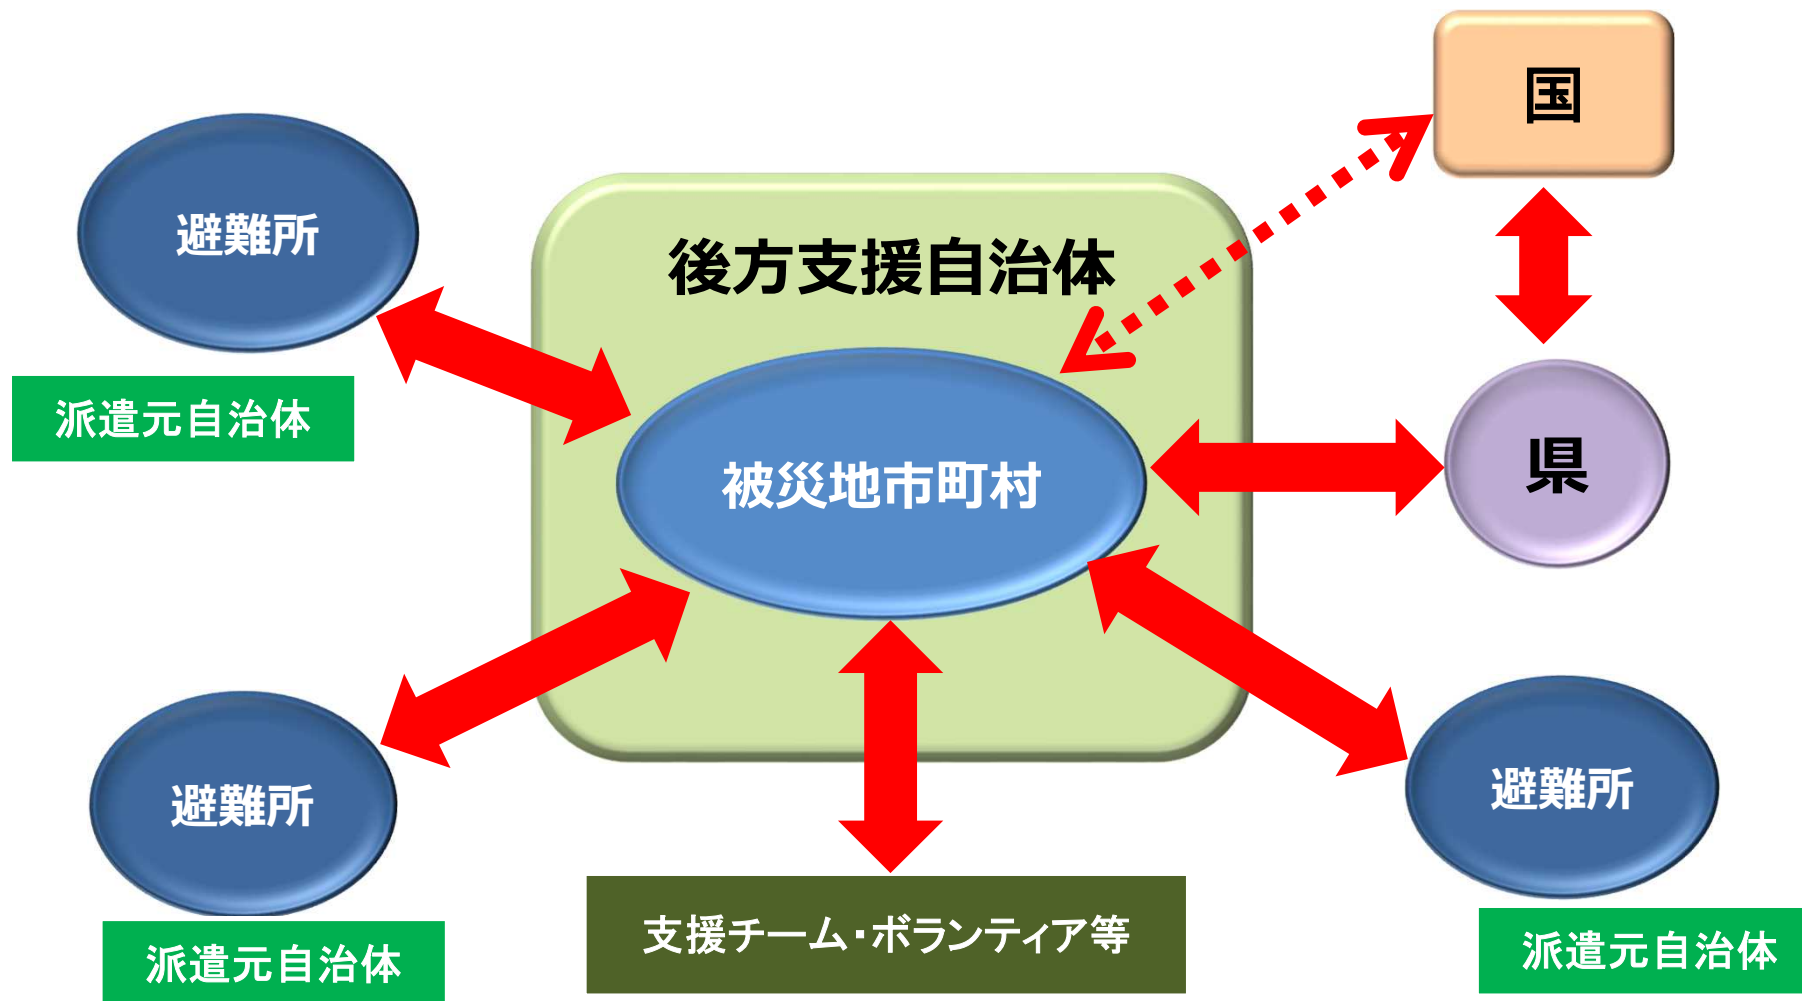 国
避難所
後方支援自治体
派遣元自治体
被災地市町村
県
避難所
避難所
支援チーム・ボランティア等
派遣元自治体
派遣元自治体